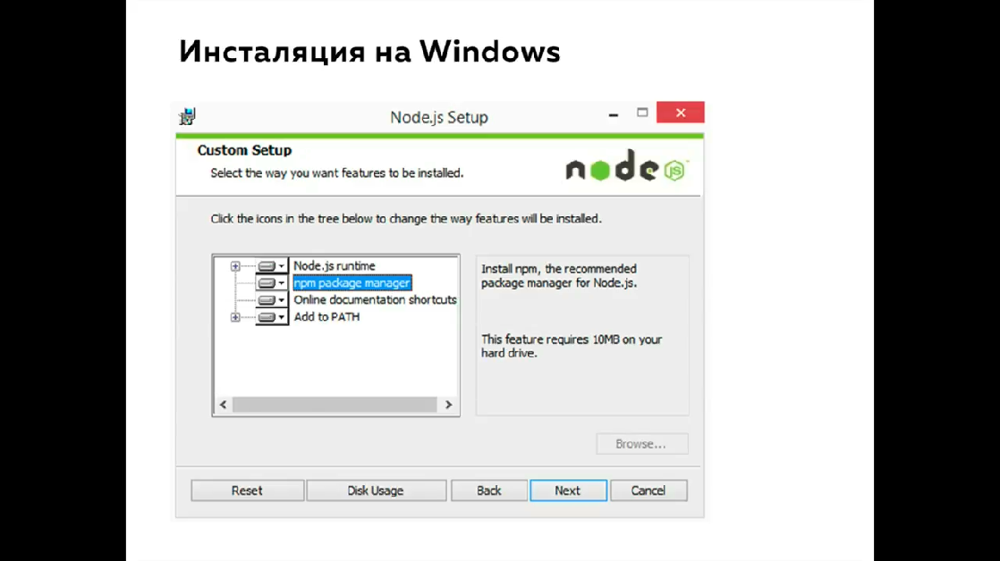 Инсталяция на Windows
Node.js Setup
Custom Setup
Select the way you want features to be installed.
node
JS
Click the icons in the tree below to change the way features will be installed.
Node.js runtime
npm package manager
Online documentation shortcuts
Add to PATH
Install npm, the recommended
package manager for Node.js.
This feature requires 10MB on your
hard drive.
Browse...
Reset
Disk Usage
Back
Next
Cancel